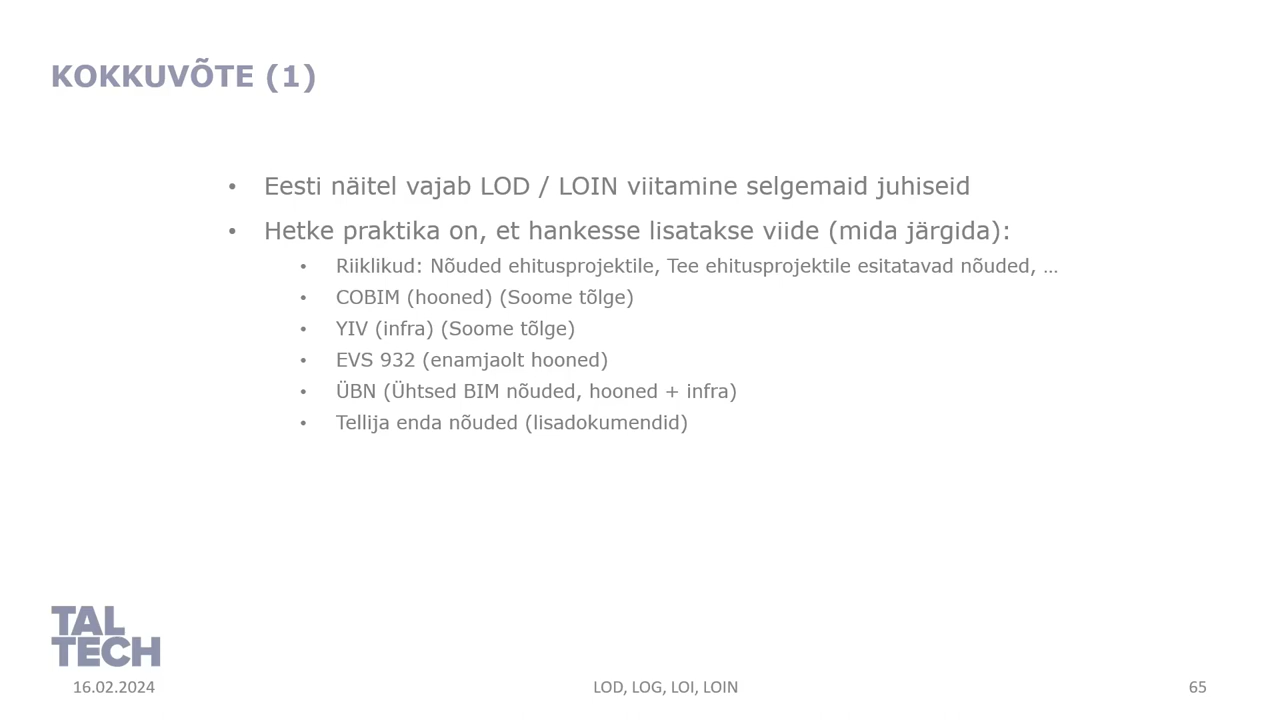 KOKKUVÕTE (1)
• Eesti näitel vajab LOD / LOIN viitamine selgemaid juhiseid
• Hetke praktika on, et hankesse lisatakse viide (mida järgida):
• Riiklikud: Nõuded ehitusprojektile, Tee ehitusprojektile esitatavad nõuded, …
• COBIM (hooned) (Soome tõlge)
• YIV (infra) (Soome tõlge)
• EVS 932 (enamjaolt hooned)
• ÜBN (Ühtsed BIM nõuded, hooned + infra)
• Tellija enda nõuded (lisadokumendid)
TAL
TECH
16.02.2024
LOD, LOG, LOI, LOIN
65